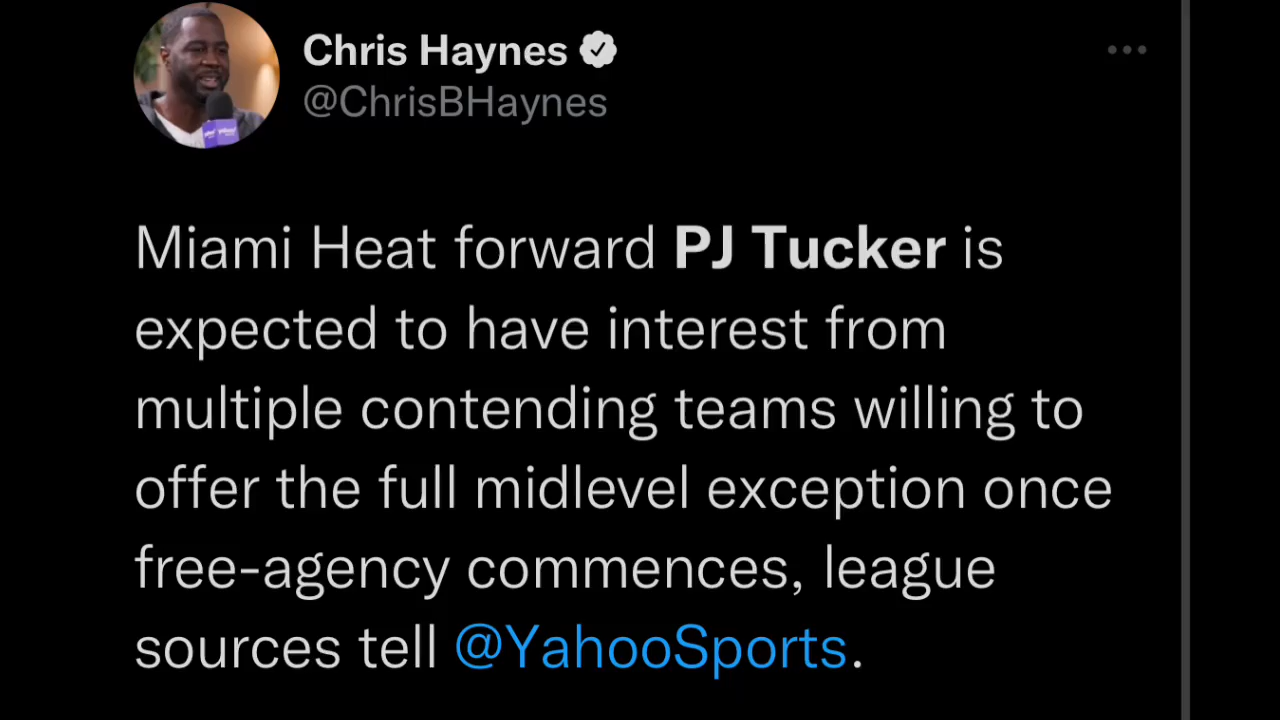 Chris Haynes
@ChrisBHaynes
Miami Heat forward PJ Tucker is
expected to have interest from
multiple contending teams willing to
offer the full midlevel exception once
free-agency commences, league
sources tell @YahooSports.